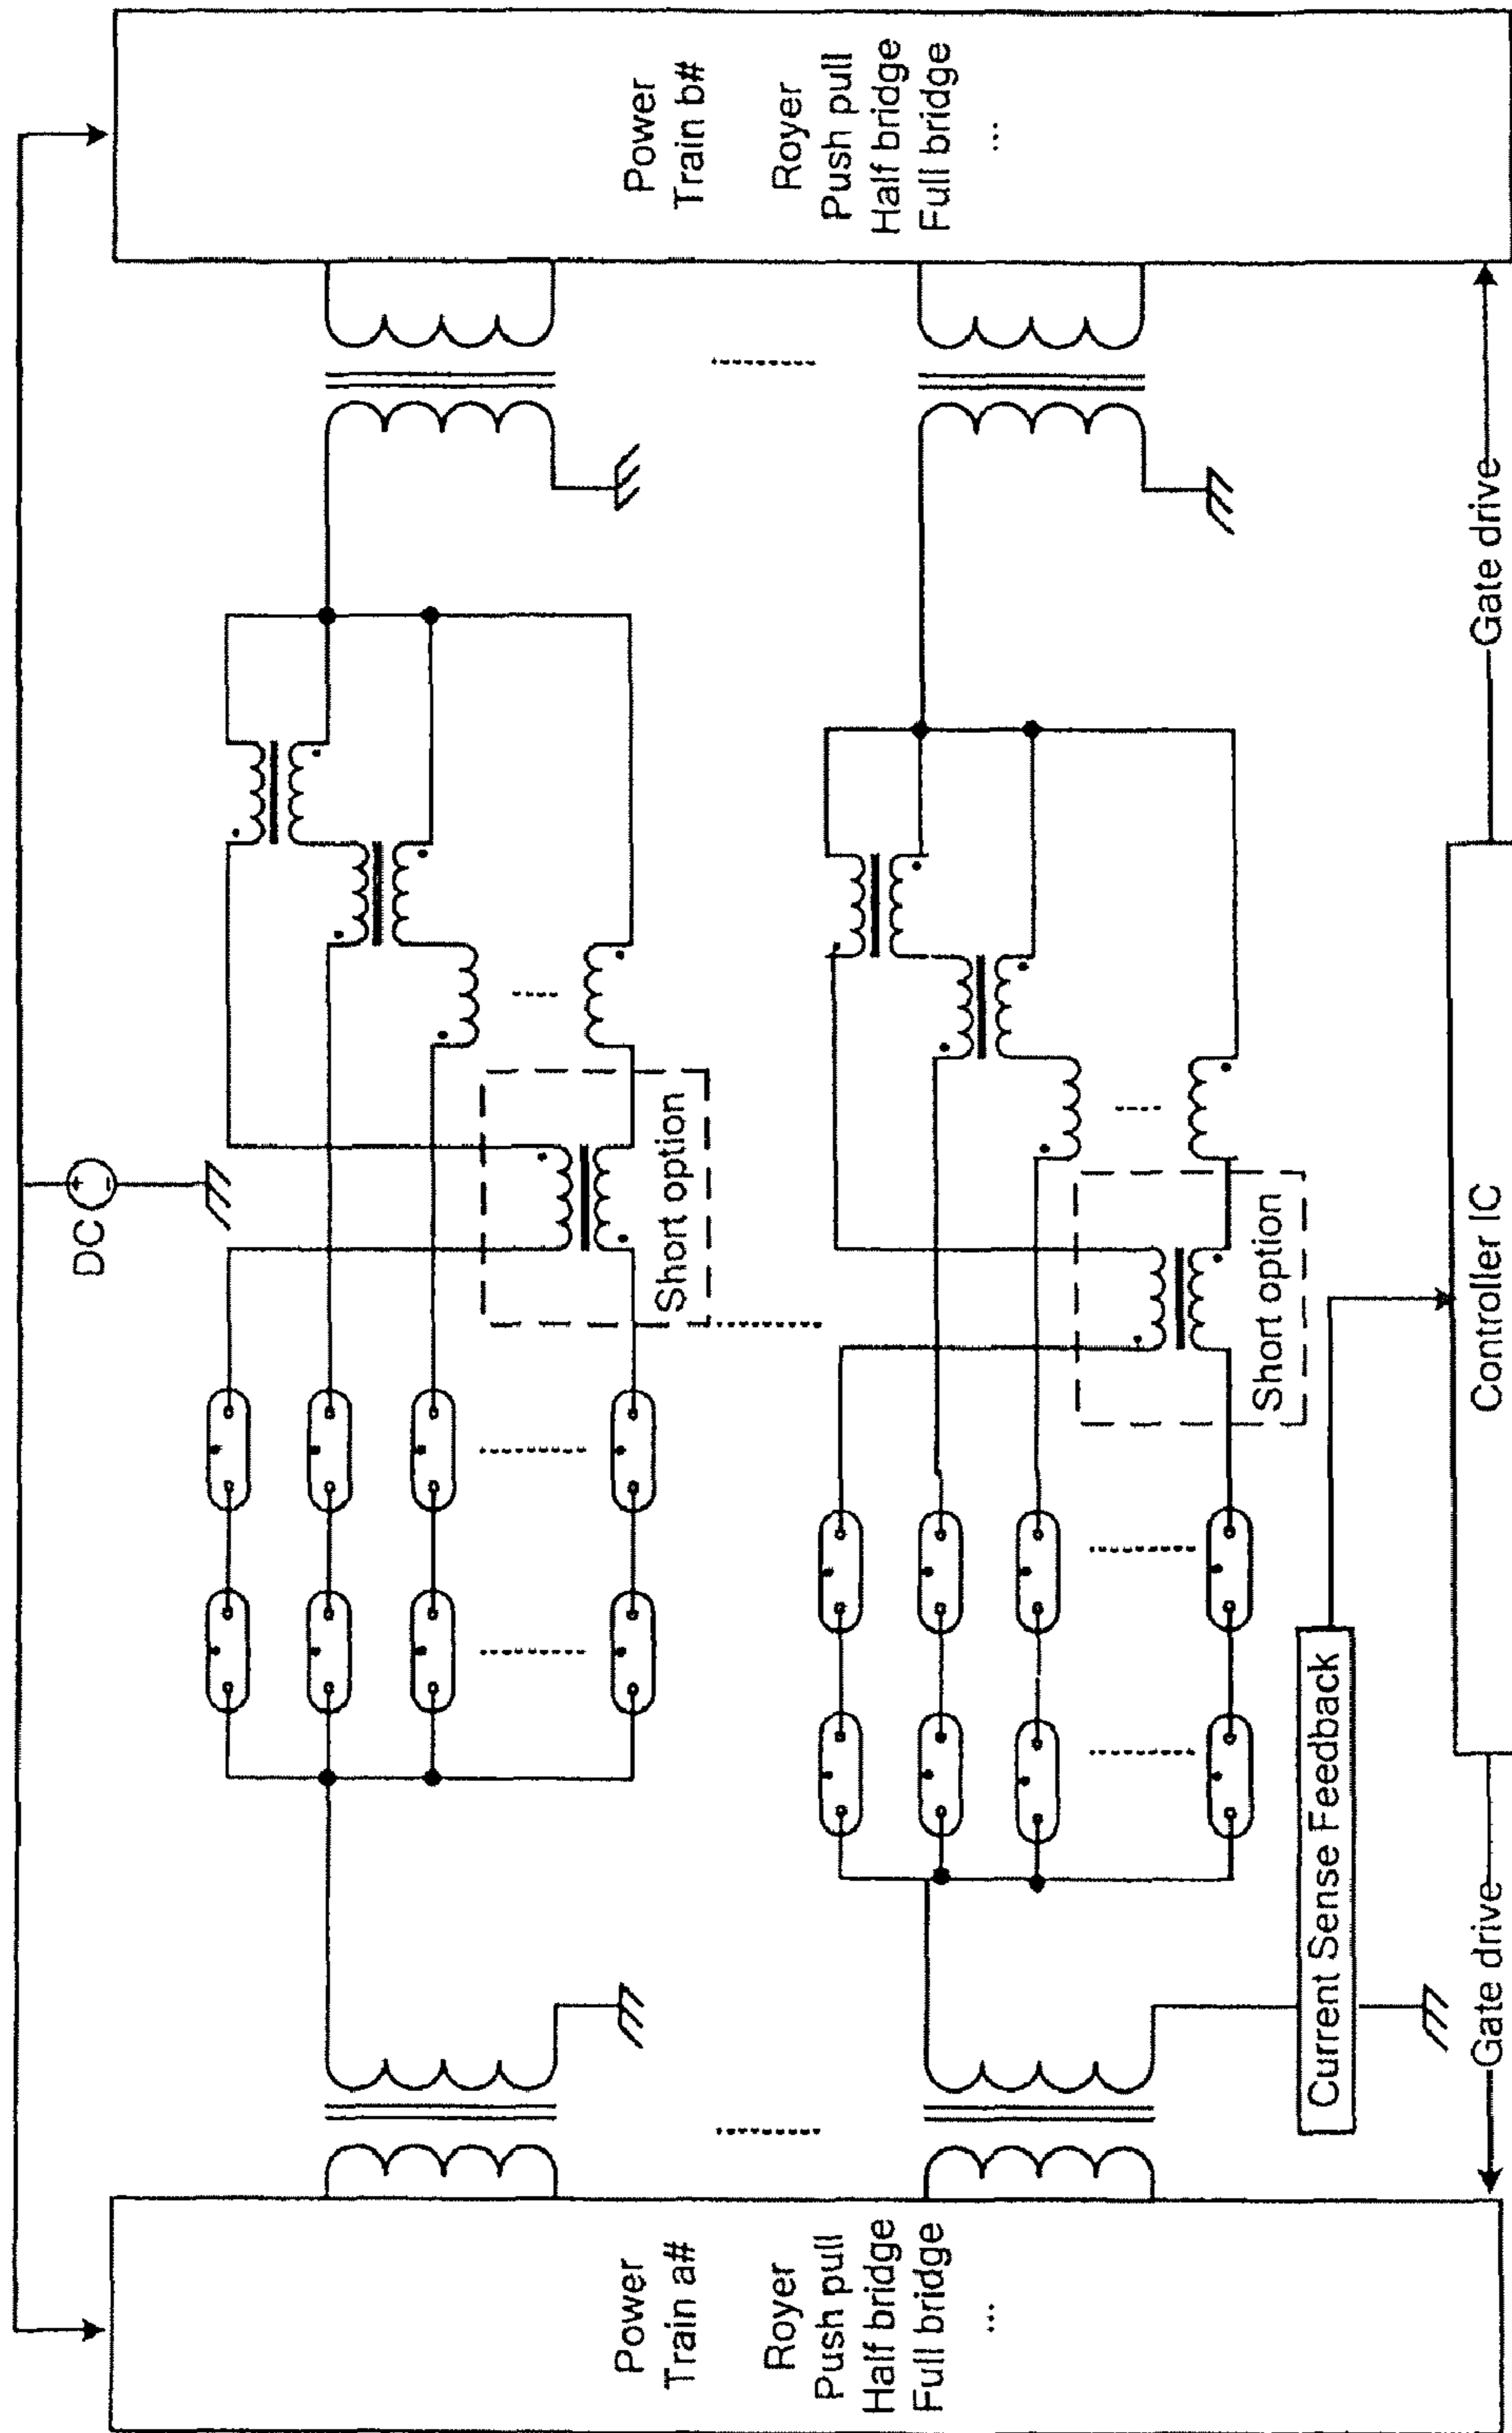 DC
+
−
Power
Train a#
Royer
Push pull
Half bridge
Full bridge
...
Power
Train b#
Royer
Push pull
Half bridge
Full bridge
...
Short option
Short option
Current Sense Feedback
Gate drive
Controller IC
Gate drive